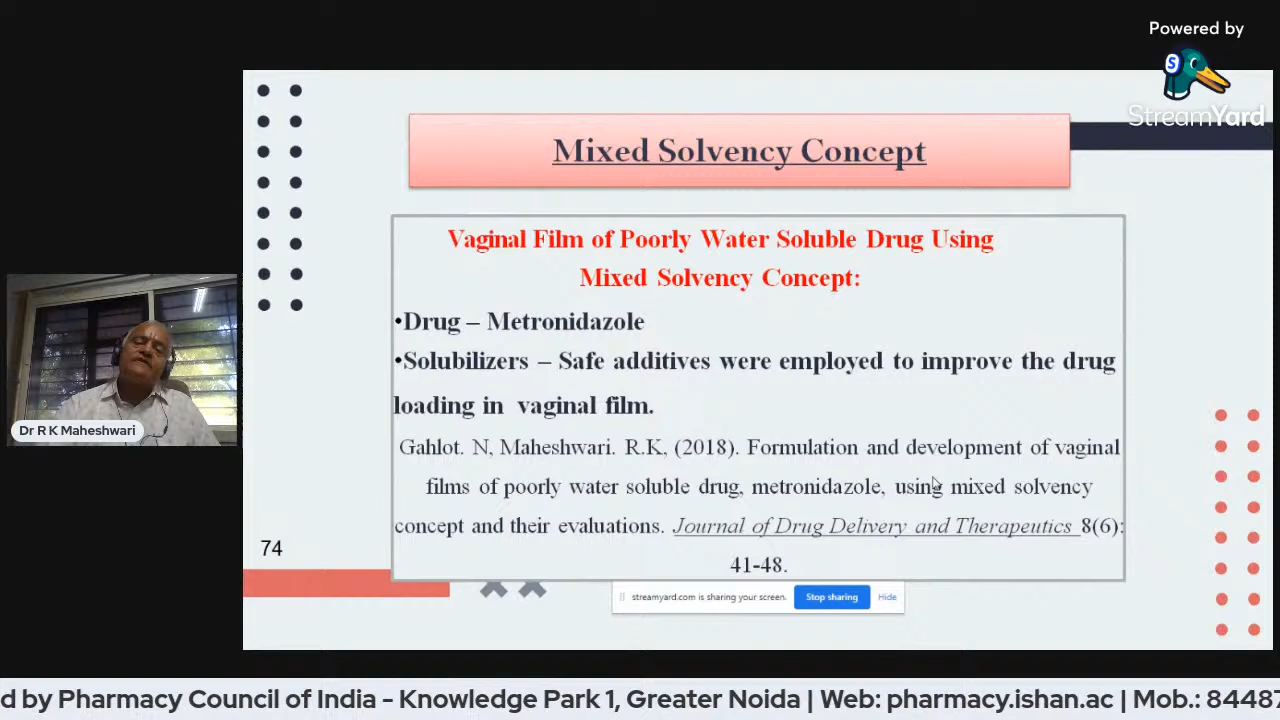 Powered by
S
StreamYard
Mixed Solvency Concept
Vaginal Film of Poorly Water Soluble Drug Using
Mixed Solvency Concept:
•Drug – Metronidazole
•Solubilizers – Safe additives were employed to improve the drug
loading in vaginal film.
Gahlot. N, Maheshwari. R.K, (2018). Formulation and development of vaginal
films of poorly water soluble drug, metronidazole, using mixed solvency
concept and their evaluations. Journal of Drug Delivery and Therapeutics 8(6):
41-48.
Dr R K Maheshwari
74
streamyard.com is sharing your screen.
Stop sharing
Hide
d by Pharmacy Council of India - Knowledge Park 1, Greater Noida | Web: pharmacy.ishan.ac | Mob.: 84487